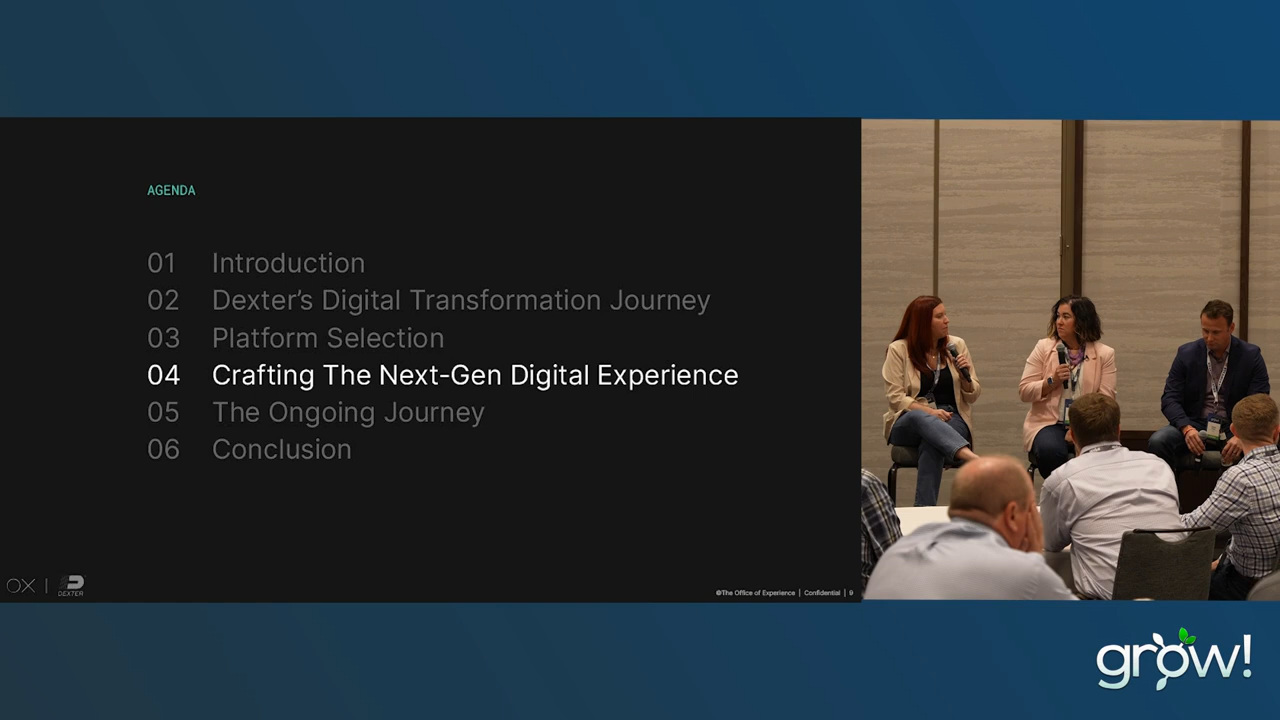 AGENDA
01 Introduction
02 Dexter’s Digital Transformation Journey
03 Platform Selection
04 Crafting The Next-Gen Digital Experience
05 The Ongoing Journey
06 Conclusion
OX | DEXTER
©The Office of Experience | Confidential | 9
grow!